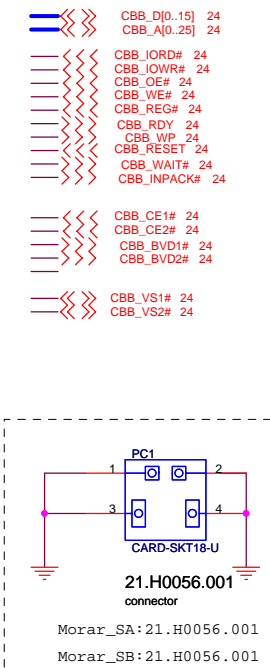 CBB_D[0..15] 24
CBB_A[0..25] 24
CBB_IORD# 24
CBB_IOWR# 24
CBB_OE# 24
CBB_WE# 24
CBB_REG# 24
CBB_RDY 24
CBB_WP 24
CBB_RESET 24
CBB_WAIT# 24
CBB_INPACK# 24
CBB_CE1# 24
CBB_CE2# 24
CBB_BVD1# 24
CBB_BVD2# 24
CBB_VS1# 24
CBB_VS2# 24
PC1
1 2
3 4
CARD-SKT18-U
21.H0056.001
connector
Morar_SA:21.H0056.001
Morar_SB:21.H0056.001